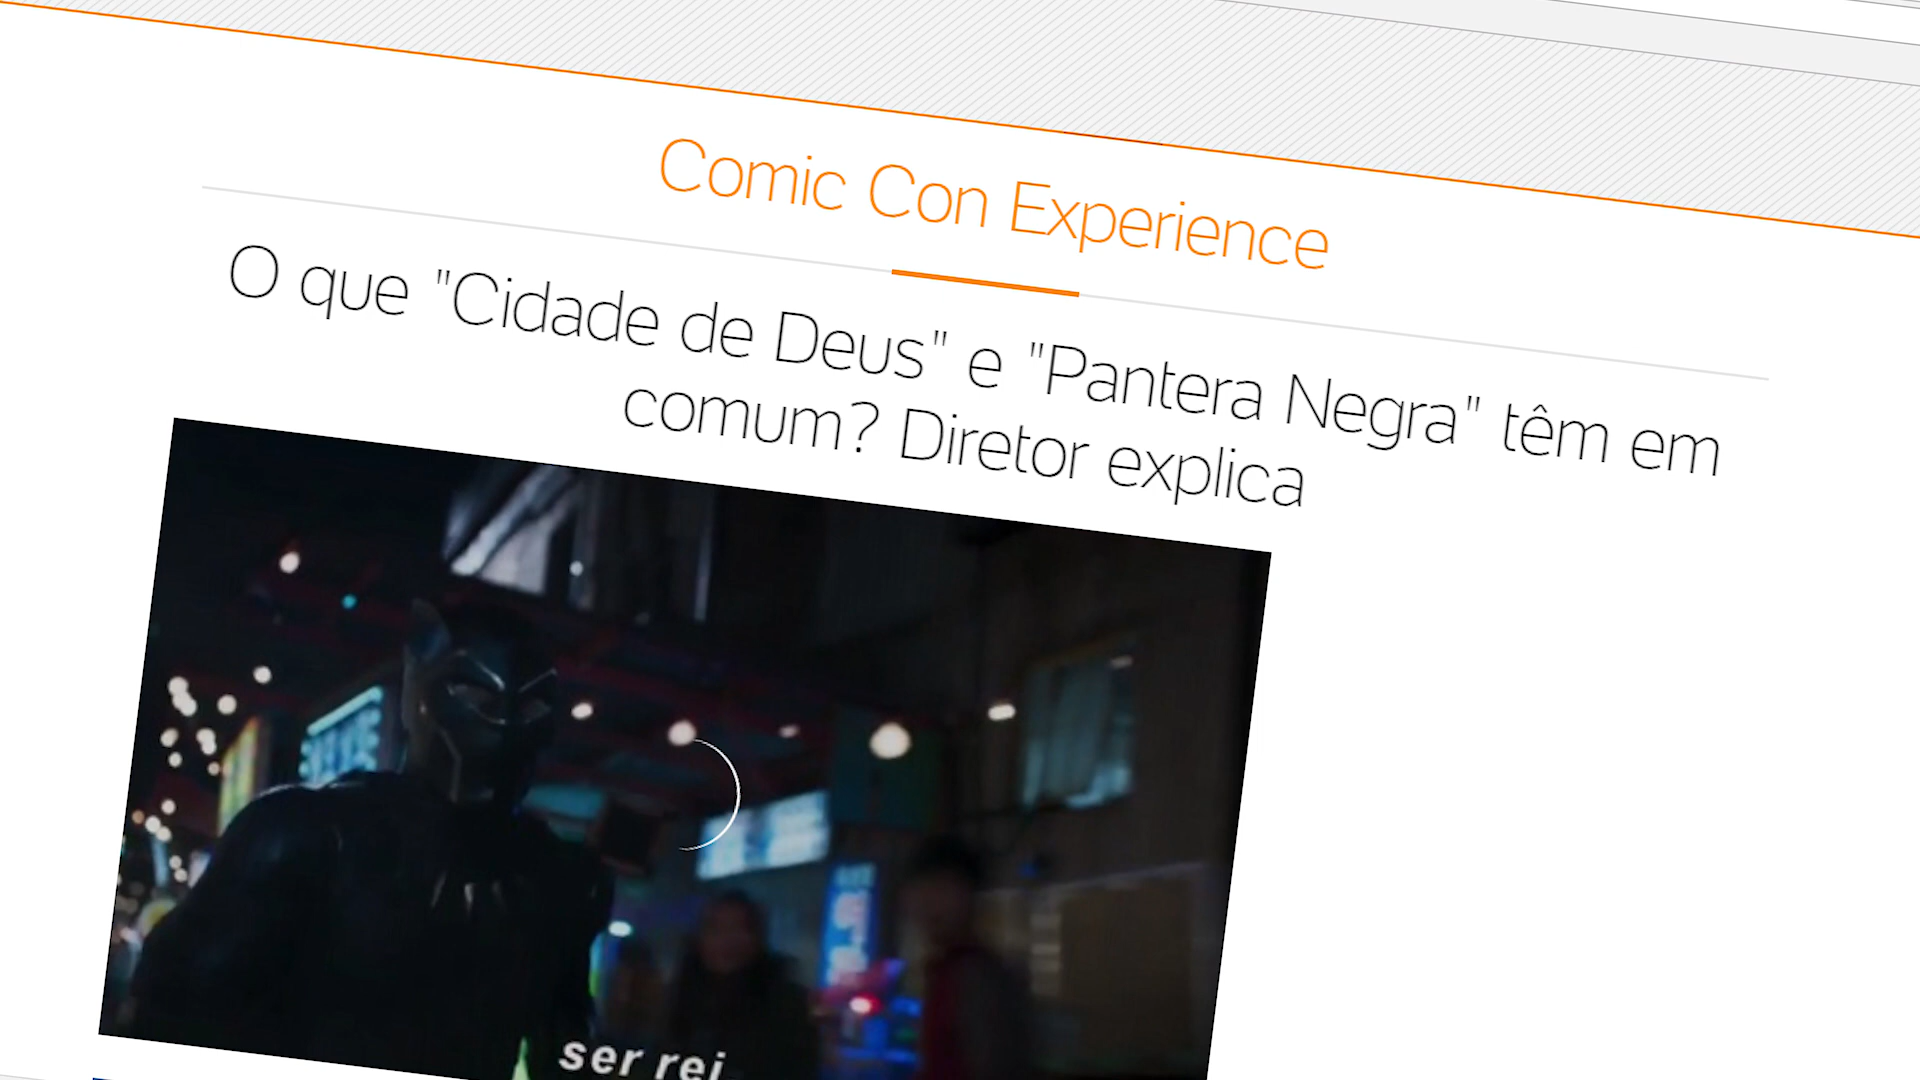 Comic Con Experience
O que "Cidade de Deus" e "Pantera Negra" têm em
comum? Diretor explica
ser rei